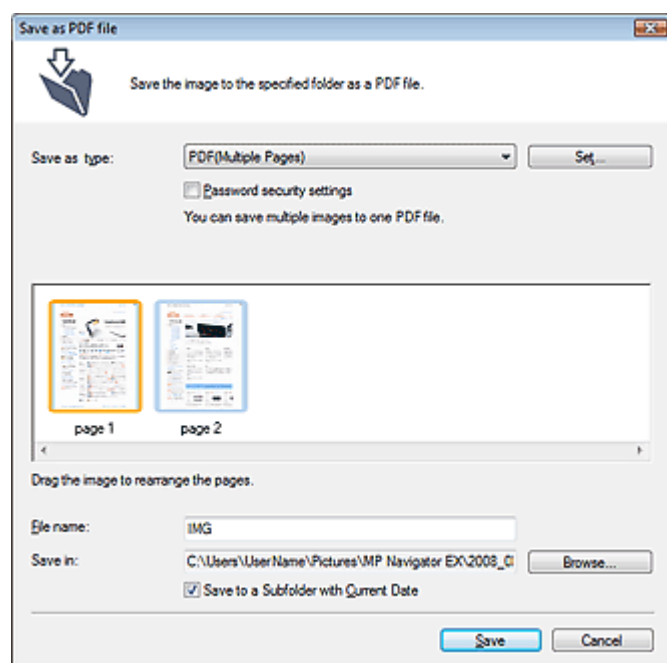 Save as PDF file
Save the image to the specified folder as a PDF file.
Save as type:
PDF(Multiple Pages)
Set...
Password security settings
You can save multiple images to one PDF file.
page 1
page 2
Drag the image to rearrange the pages.
File name:
IMG
Save in:
C:\Users\UserName\Pictures\MP Navigator EX\2008_
Browse...
Save to a Subfolder with Current Date
Save
Cancel